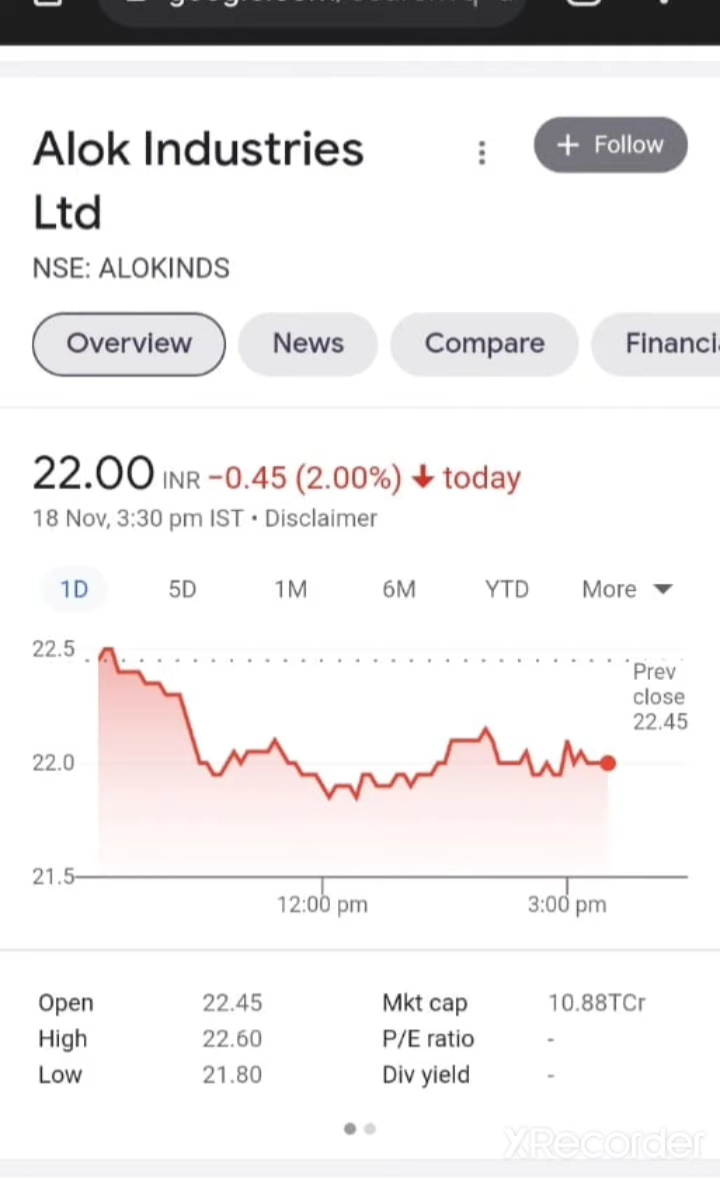 Alok Industries
Ltd
+ Follow
NSE: ALOKINDS
Overview News Compare Financi
22.00 INR −0.45 (2.00%) ↓ today
18 Nov, 3:30 pm IST • Disclaimer
1D 5D 1M 6M YTD More
22.5
Prev
close
22.45
22.0
21.5
12:00 pm 3:00 pm
Open 22.45 Mkt cap 10.88TCr
High 22.60 P/E ratio -
Low 21.80 Div yield -
XRecorder